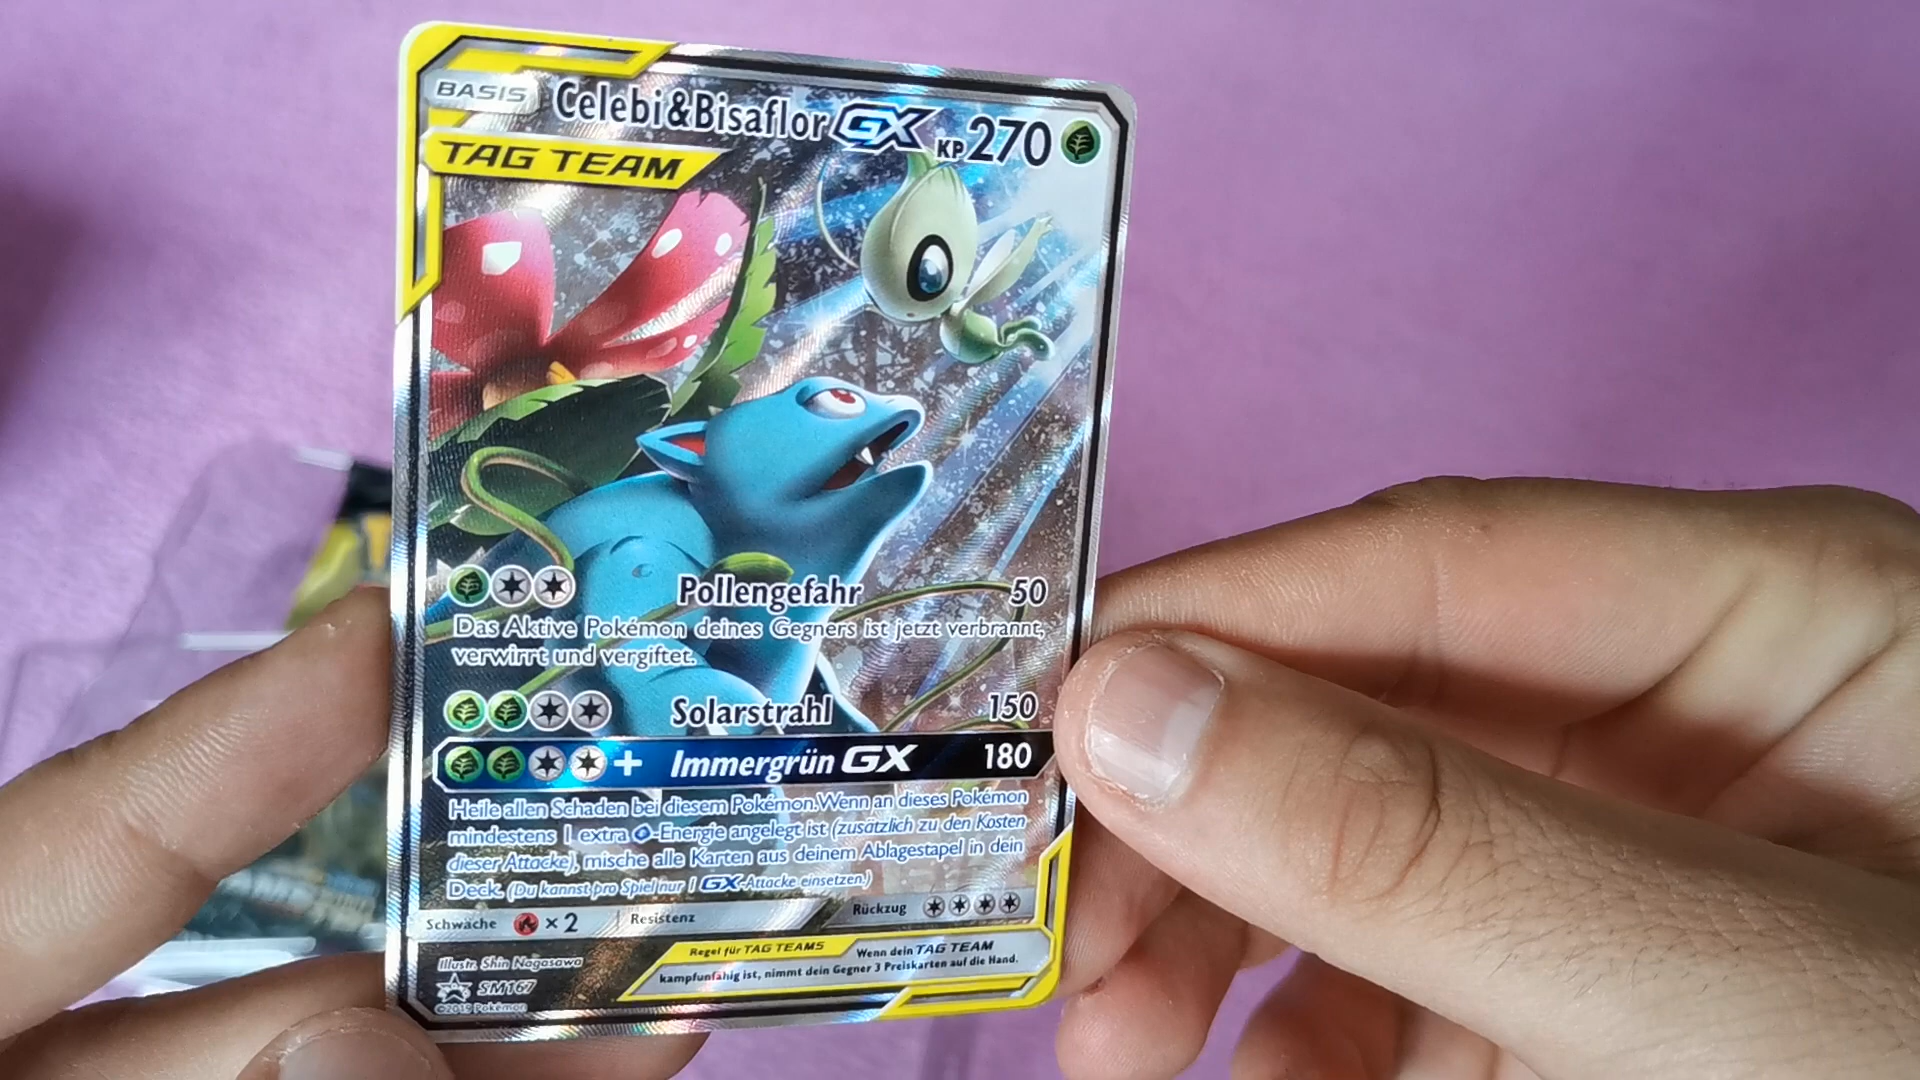 BASIS
Celebi&Bisaflor GX KP 270
TAG TEAM
Pollengefahr 50
Das Aktive Pokémon deines Gegners ist jetzt verbrannt,
verwirrt und vergiftet.
Solarstrahl 150
+ Immergrün GX 180
Heile allen Schaden bei diesem Pokémon. Wenn an dieses Pokémon
mindestens 1 extra -Energie angelegt ist (zusätzlich zu den Kosten
dieser Attacke), mische alle Karten aus deinem Ablagestapel in dein
Deck. (Du kannst pro Spiel nur 1 GX-Attacke einsetzen.)
Schwäche ×2 Resistenz Rückzug
Regel für TAG TEAMS Wenn dein TAG TEAM
kampfunfähig ist, nimmt dein Gegner 3 Preiskarten auf die Hand.
Illustr. Shin Nagasawa
SM167
©2019 Pokémon